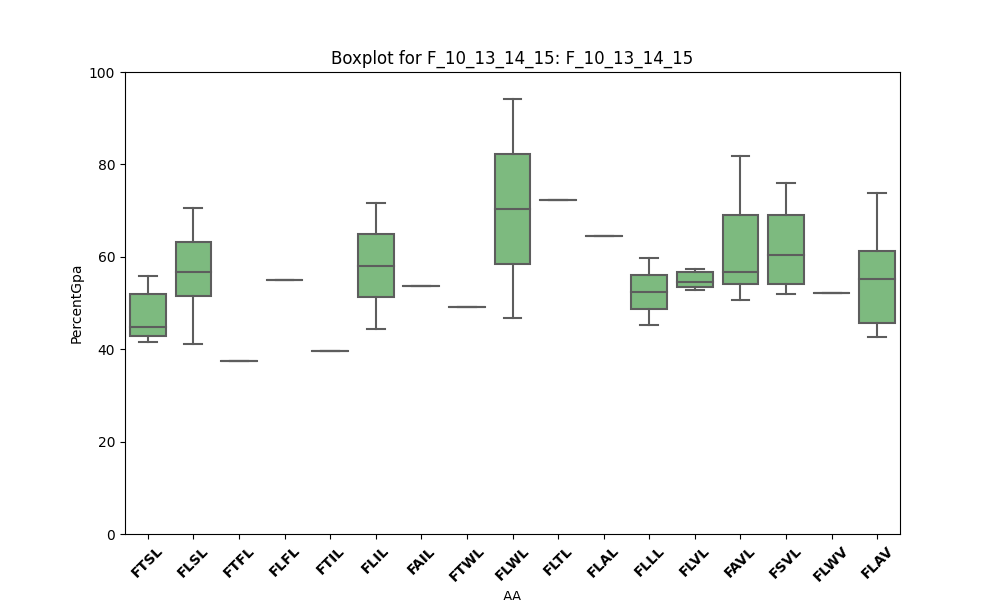 Boxplot for F_10_13_14_15: F_10_13_14_15
PercentGpa
100
80
60
40
20
0
FTSL
FLSL
FTFL
FLFL
FTIL
FLIL
FAIL
FTWL
FLWL
FLTL
FLAL
FLLL
FLVL
FAVL
FSVL
FLWV
FLAV
AA